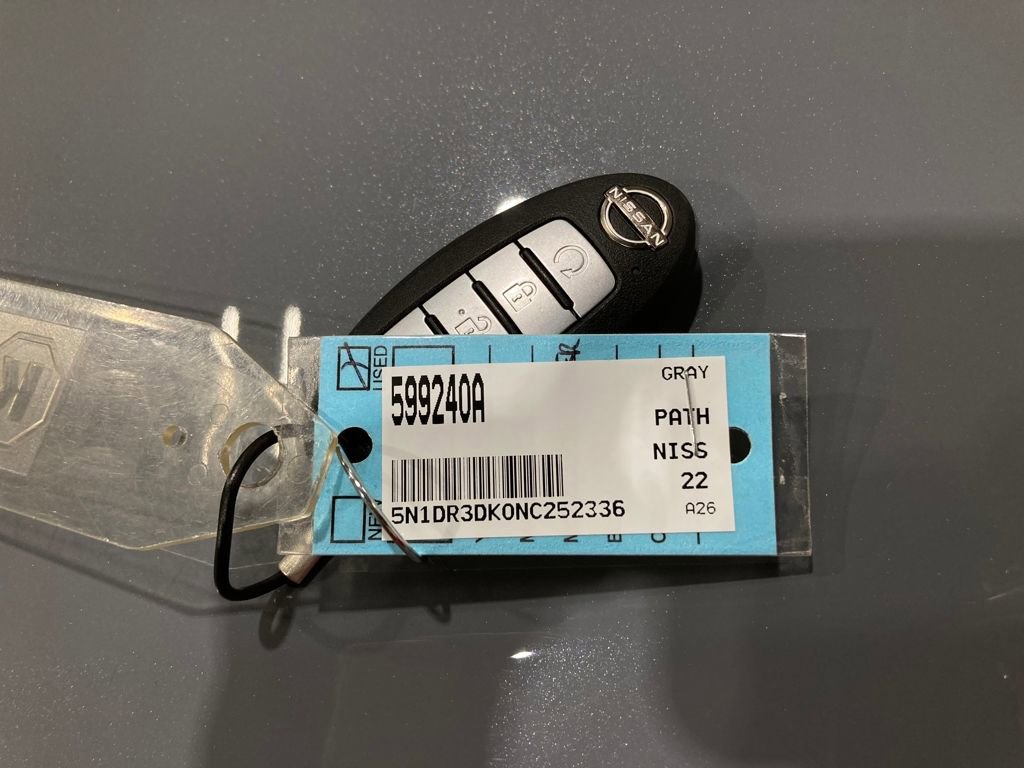 NISSAN
USED
599240A
GRAY
PATH
NISS
22
5N1DR3DK0NC252336
A26
NEW